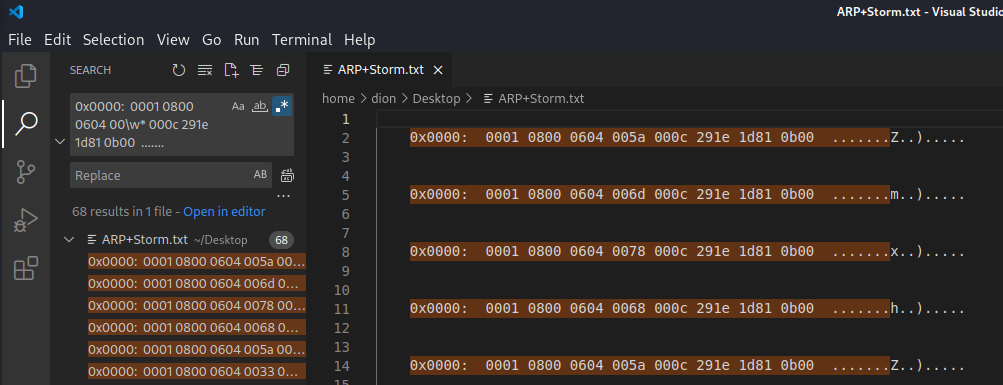 ARP+Storm.txt - Visual Studio
File Edit Selection View Go Run Terminal Help
SEARCH
0x0000:  0001 0800
0604 00\w* 000c 291e
1d81 0b00  .......
Aa ab .*
Replace
AB
...
68 results in 1 file - Open in editor
ARP+Storm.txt ~/Desktop 68
0x0000:  0001 0800 0604 005a 00...
0x0000:  0001 0800 0604 006d 0...
0x0000:  0001 0800 0604 0078 00...
0x0000:  0001 0800 0604 0068 0...
0x0000:  0001 0800 0604 005a 00...
0x0000:  0001 0800 0604 0033 0...
ARP+Storm.txt
home > dion > Desktop > ARP+Storm.txt
1
2 0x0000:  0001 0800 0604 005a 000c 291e 1d81 0b00  .......Z..).....
3
4
5 0x0000:  0001 0800 0604 006d 000c 291e 1d81 0b00  .......m..).....
6
7
8 0x0000:  0001 0800 0604 0078 000c 291e 1d81 0b00  .......x..).....
9
10
11 0x0000:  0001 0800 0604 0068 000c 291e 1d81 0b00  .......h..).....
12
13
14 0x0000:  0001 0800 0604 005a 000c 291e 1d81 0b00  .......Z..).....
15